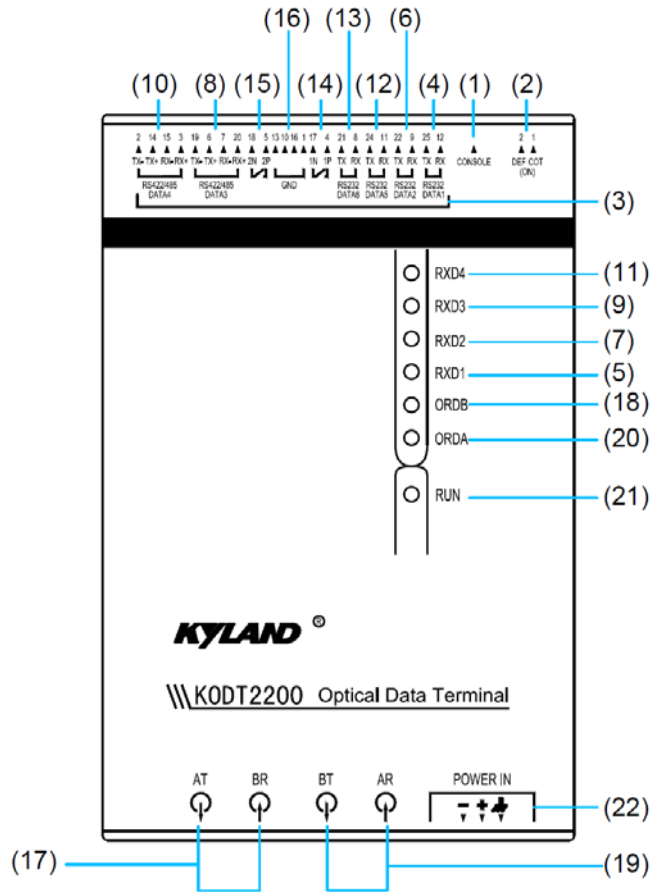 (16) (13) (6)
(10) (8) (15) (14) (12) (4) (1) (2)
2 14 15 3 19 6 7 20 18 5 13 10 16 1 17 4 21 8 24 11 22 9 25 12 2 1
TX- TX+ RX- RX+ TX- TX+ RX- RX+ 2N 2P 1N 1P TX RX TX RX TX RX TX RX CONSOLE DEF COT
RS422/485 RS422/485 GND RS232 RS232 RS232 RS232 (ON)
DATA4 DATA3 DATA6 DATA5 DATA2 DATA1
(3)
RXD4 (11)
RXD3 (9)
RXD2 (7)
RXD1 (5)
ORDB (18)
ORDA (20)
RUN (21)
KYLAND ®
KODT2200 Optical Data Terminal
AT BR BT AR POWER IN
- +
(22)
(17) (19)